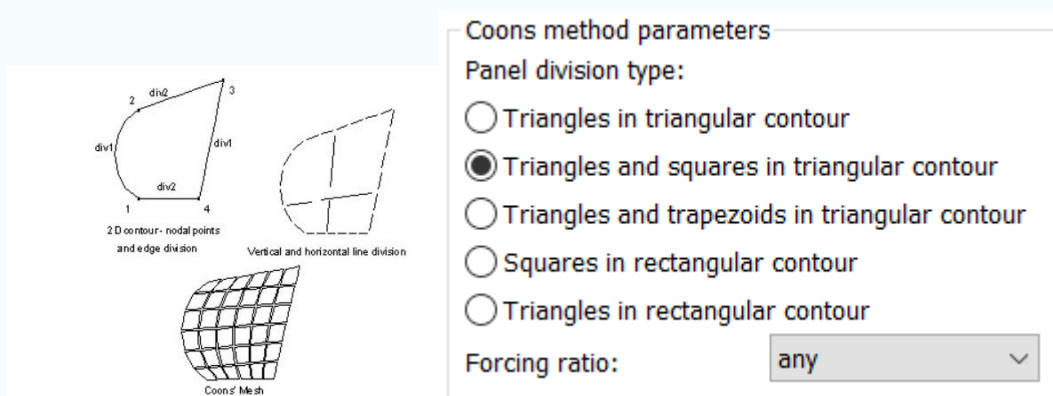 div2
3
2
div1
div1
div2
1
4
2D contour- nodal points
and edge division
Vertical and horizontal line division
Coons' Mesh
Coons method parameters
Panel division type:
Triangles in triangular contour
Triangles and squares in triangular contour
Triangles and trapezoids in triangular contour
Squares in rectangular contour
Triangles in rectangular contour
Forcing ratio:
any